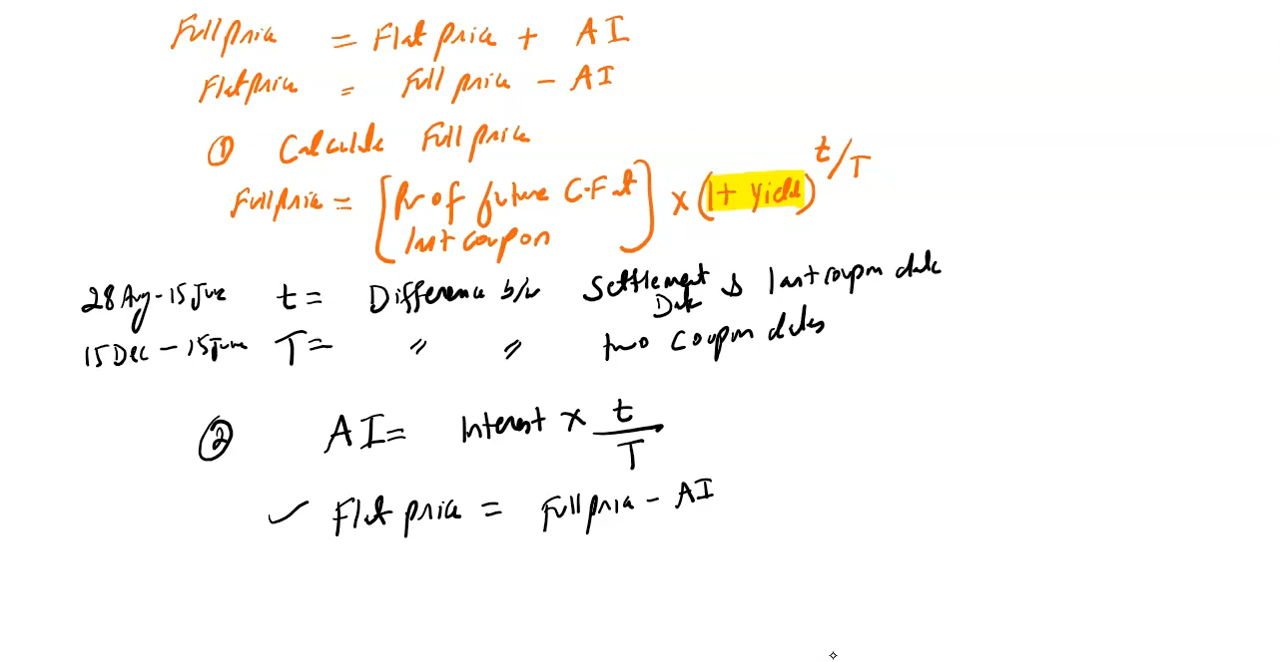 Full price = Flat price + AI
Flat price = Full price - AI
① Calculate Full price
Full price = [Pv of future C.F at last coupon] × (1+ Yield)^t/T
28 Aug - 15 June t = Difference b/w Settlement Date & last coupon date
15 Dec - 15 June T = " " two coupon dates
② AI = Interest × t/T
✓ Flat price = Full price - AI